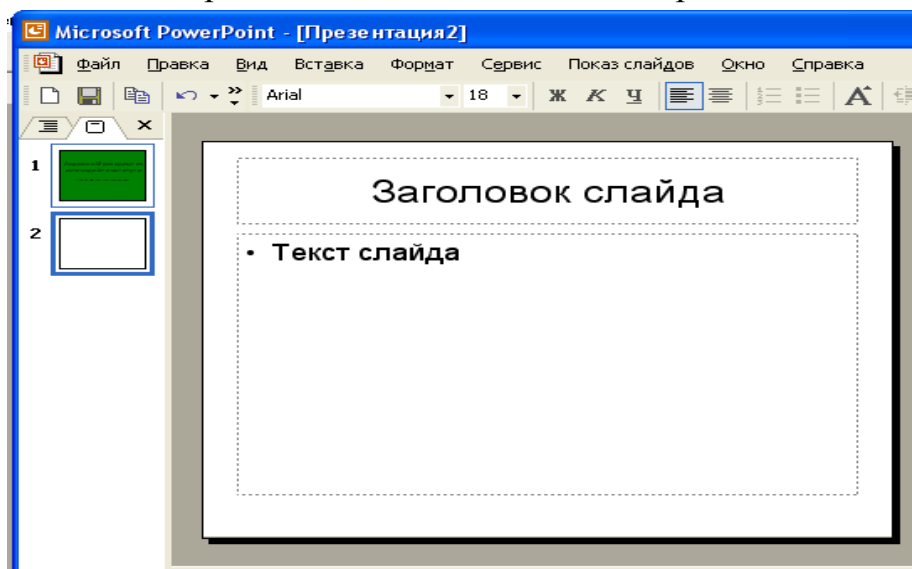 Microsoft PowerPoint - [Презентация2]
Файл Правка Вид Вставка Формат Сервис Показ слайдов Окно Справка
Arial 18 Ж К Ч
1
2
Заголовок слайда
• Текст слайда